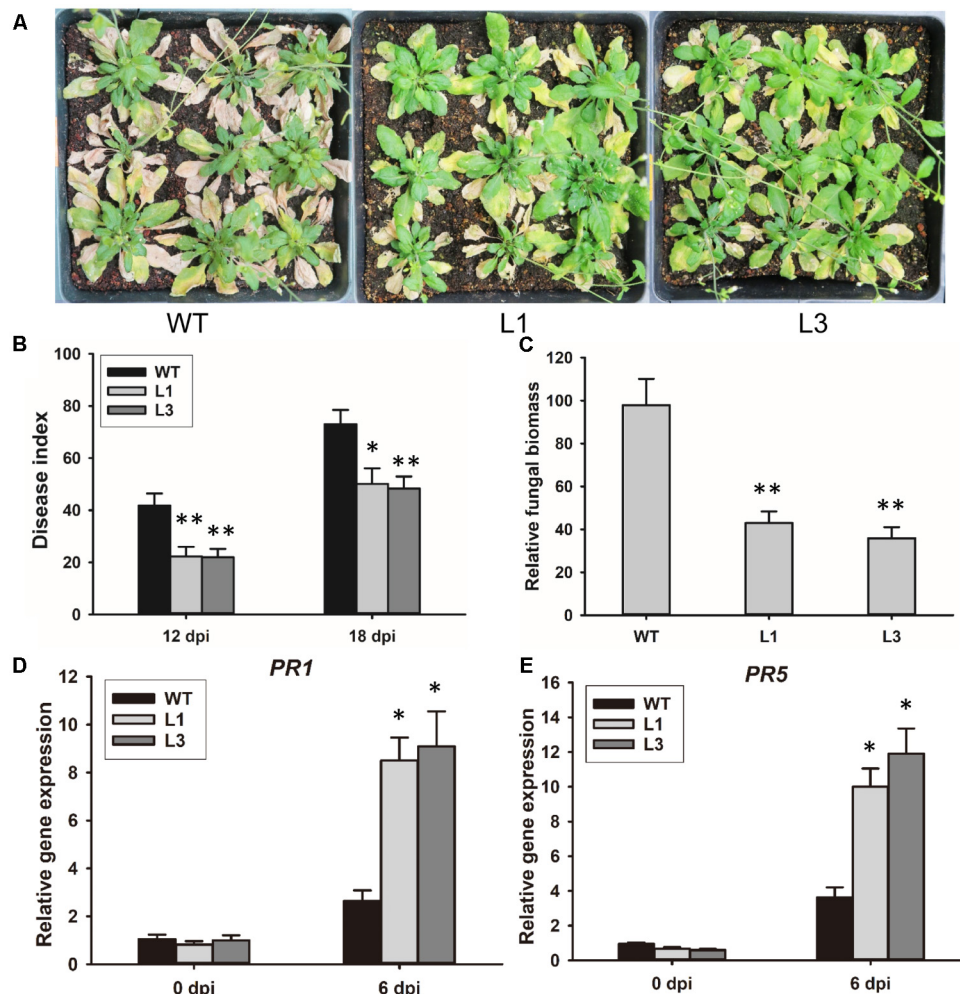 A
WT L1 L3
B
100
80
60
40
20
0
Disease index
WT
L1
L3
** **
* **
12 dpi 18 dpi
C
120
100
80
60
40
20
0
Relative fungal biomass
**
**
WT L1 L3
D
PR1
12
10
8
6
4
2
0
Relative gene expression
WT
L1
L3
* *
0 dpi 6 dpi
E
PR5
16
14
12
10
8
6
4
2
0
Relative gene expression
WT
L1
L3
* *
0 dpi 6 dpi